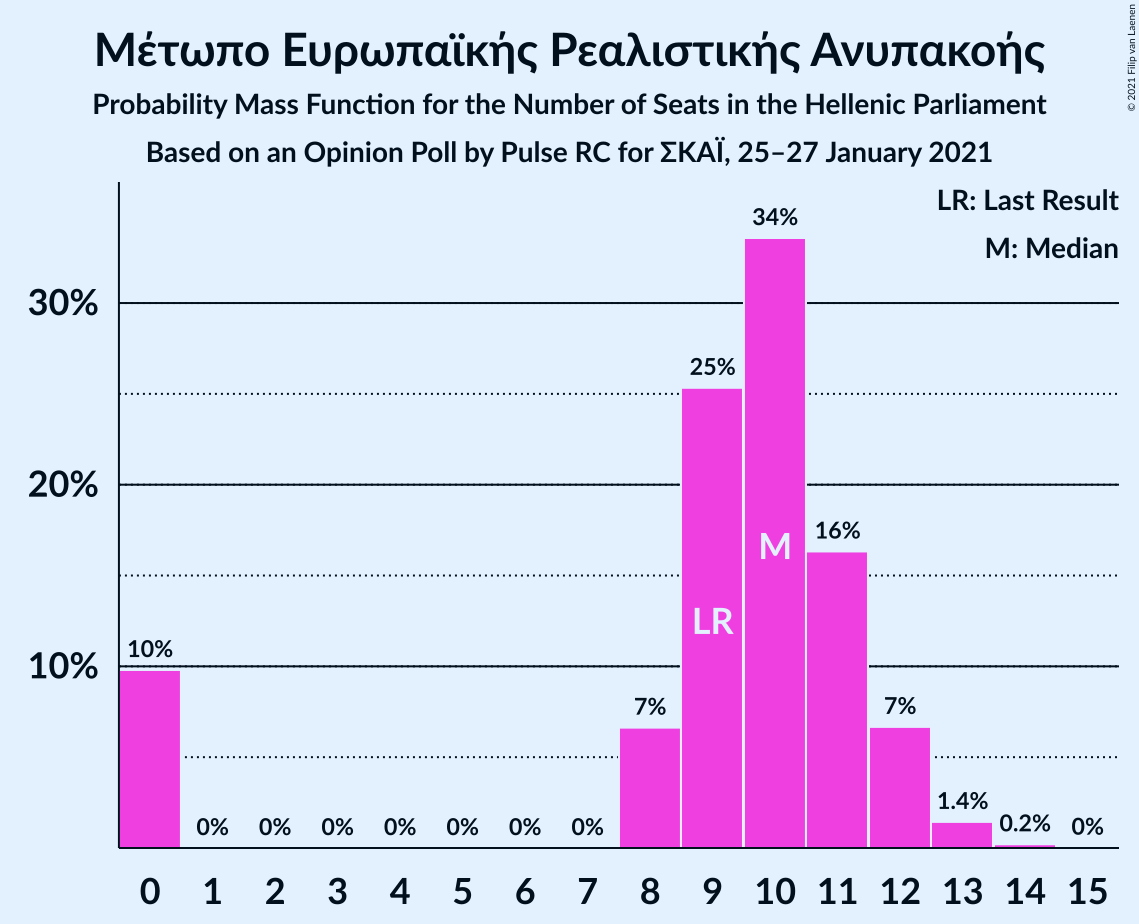 Μέτωπο Ευρωπαϊκής Ρεαλιστικής Ανυπακοής
Probability Mass Function for the Number of Seats in the Hellenic Parliament
Based on an Opinion Poll by Pulse RC for ΣΚΑΪ, 25–27 January 2021
© 2021 Filip van Laenen
LR: Last Result
M: Median
34%
30%
25%
20%
16%
M
LR
10%
10%
7%
7%
1.4%
0% 0% 0% 0% 0% 0% 0% 0.2% 0%
0 1 2 3 4 5 6 7 8 9 10 11 12 13 14 15